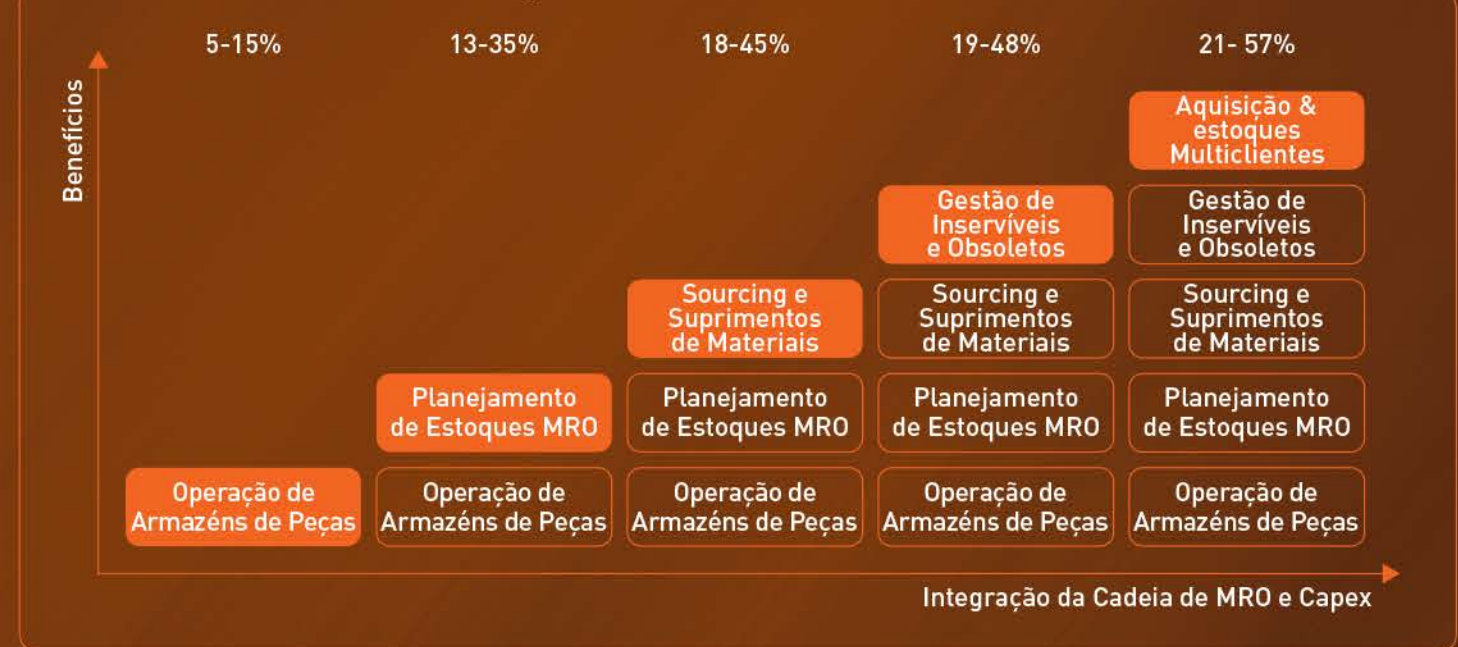 5-15%
13-35%
18-45%
19-48%
21- 57%
Benefícios
Aquisição &
estoques
Multiclientes
Gestão de
Inservíveis
e Obsoletos
Gestão de
Inservíveis
e Obsoletos
Sourcing e
Suprimentos
de Materiais
Sourcing e
Suprimentos
de Materiais
Sourcing e
Suprimentos
de Materiais
Planejamento
de Estoques MRO
Planejamento
de Estoques MRO
Planejamento
de Estoques MRO
Planejamento
de Estoques MRO
Operação de
Armazéns de Peças
Operação de
Armazéns de Peças
Operação de
Armazéns de Peças
Operação de
Armazéns de Peças
Operação de
Armazéns de Peças
Integração da Cadeia de MRO e Capex